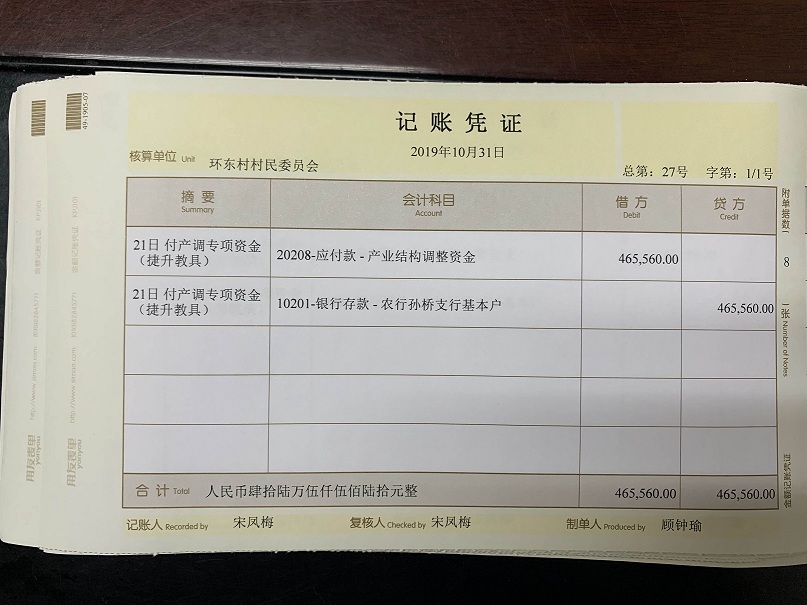 记账凭证
2019年10月31日
核算单位 Unit 环东村村民委员会
总第：27号 字第：1/1号
摘要 Summary 会计科目 Account 借方 Debit 贷方 Credit
21日 付产调专项资金（捷升教具） 20208-应付款 - 产业结构调整资金 465,560.00
21日 付产调专项资金（捷升教具） 10201-银行存款 - 农行孙桥支行基本户 465,560.00
合计 Total 人民币肆拾陆万伍仟伍佰陆拾元整 465,560.00 465,560.00
记账人 Recorded by 宋凤梅 复核人 Checked by 宋凤梅 制单人 Produced by 顾钟瑜
附单据数 8 张 Number of Notes
金额记账凭证
49-1905-07
用友表单
yonyou